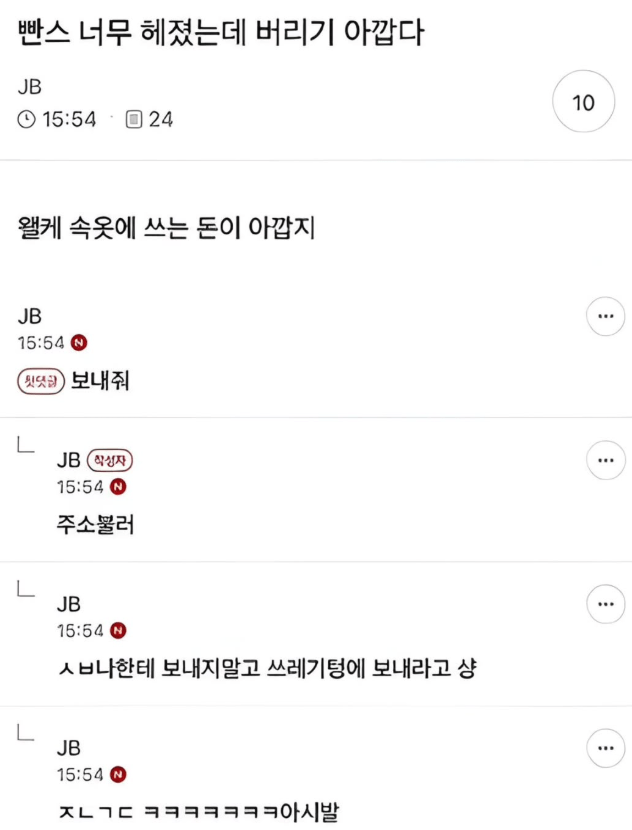 빤스 너무 헤졌는데 버리기 아깝다
JB
15:54 · 24
10
왤케 속옷에 쓰는 돈이 아깝지
JB
15:54 N
첫댓글 보내줘
JB 작성자
15:54 N
주소불러
JB
15:54 N
ㅅㅂ나한테 보내지말고 쓰레기텅에 보내라고 샹
JB
15:54 N
ㅈㄴㄱㄷ ㅋㅋㅋㅋㅋㅋㅋ아시발